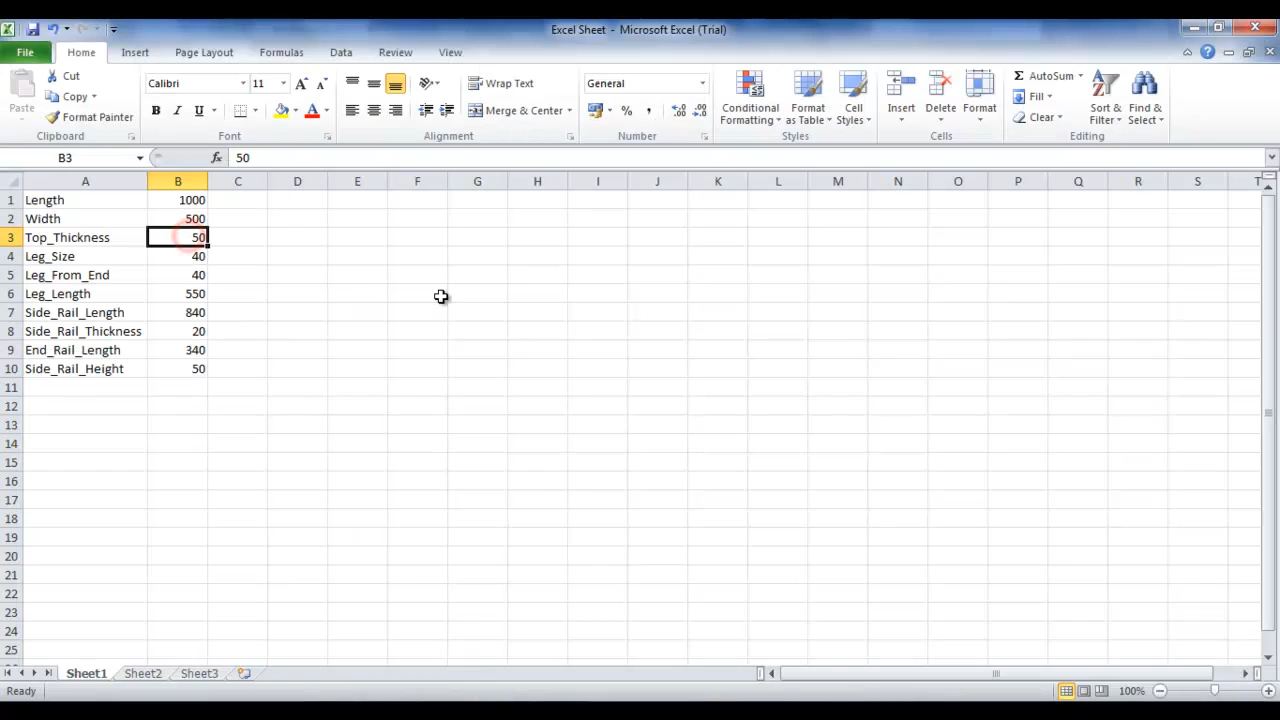 Excel Sheet - Microsoft Excel (Trial)
File Home Insert Page Layout Formulas Data Review View
Paste
Cut
Copy
Format Painter
Clipboard
Calibri 11
B I U
Font
Wrap Text
Merge & Center
Alignment
General
% ,
Number
Conditional Formatting
Format as Table
Cell Styles
Styles
Insert
Delete
Format
Cells
AutoSum
Fill
Clear
Sort & Filter
Find & Select
Editing
B3 fx 50
A B C D E F G H I J K L M N O P Q R S T
1 Length 1000
2 Width 500
3 Top_Thickness 50
4 Leg_Size 40
5 Leg_From_End 40
6 Leg_Length 550
7 Side_Rail_Length 840
8 Side_Rail_Thickness 20
9 End_Rail_Length 340
10 Side_Rail_Height 50
11
12
13
14
15
16
17
18
19
20
21
22
23
24
25
Sheet1 Sheet2 Sheet3
Ready 100%